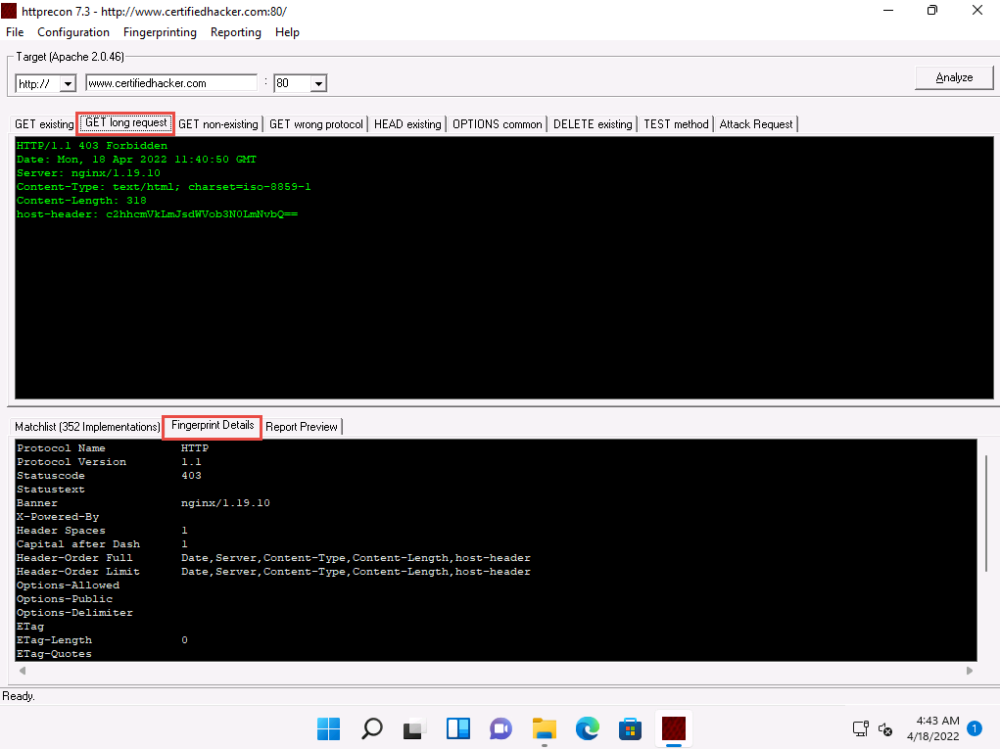 httprecon 7.3 - http://www.certifiedhacker.com:80/
File Configuration Fingerprinting Reporting Help
Target (Apache 2.0.46)
http:// www.certifiedhacker.com : 80 Analyze
GET existing GET long request GET non-existing GET wrong protocol HEAD existing OPTIONS common DELETE existing TEST method Attack Request
HTTP/1.1 403 Forbidden
Date: Mon, 18 Apr 2022 11:40:50 GMT
Server: nginx/1.19.10
Content-Type: text/html; charset=iso-8859-1
Content-Length: 318
host-header: c2hhcmVkLmJsdWVob3N0LmNvbQ==
Matchlist (352 Implementations) Fingerprint Details Report Preview
Protocol Name HTTP
Protocol Version 1.1
Statuscode 403
Statustext
Banner nginx/1.19.10
X-Powered-By
Header Spaces 1
Capital after Dash 1
Header-Order Full Date,Server,Content-Type,Content-Length,host-header
Header-Order Limit Date,Server,Content-Type,Content-Length,host-header
Options-Allowed
Options-Public
Options-Delimiter
ETag
ETag-Length 0
ETag-Quotes
Ready.
4:43 AM
4/18/2022 1